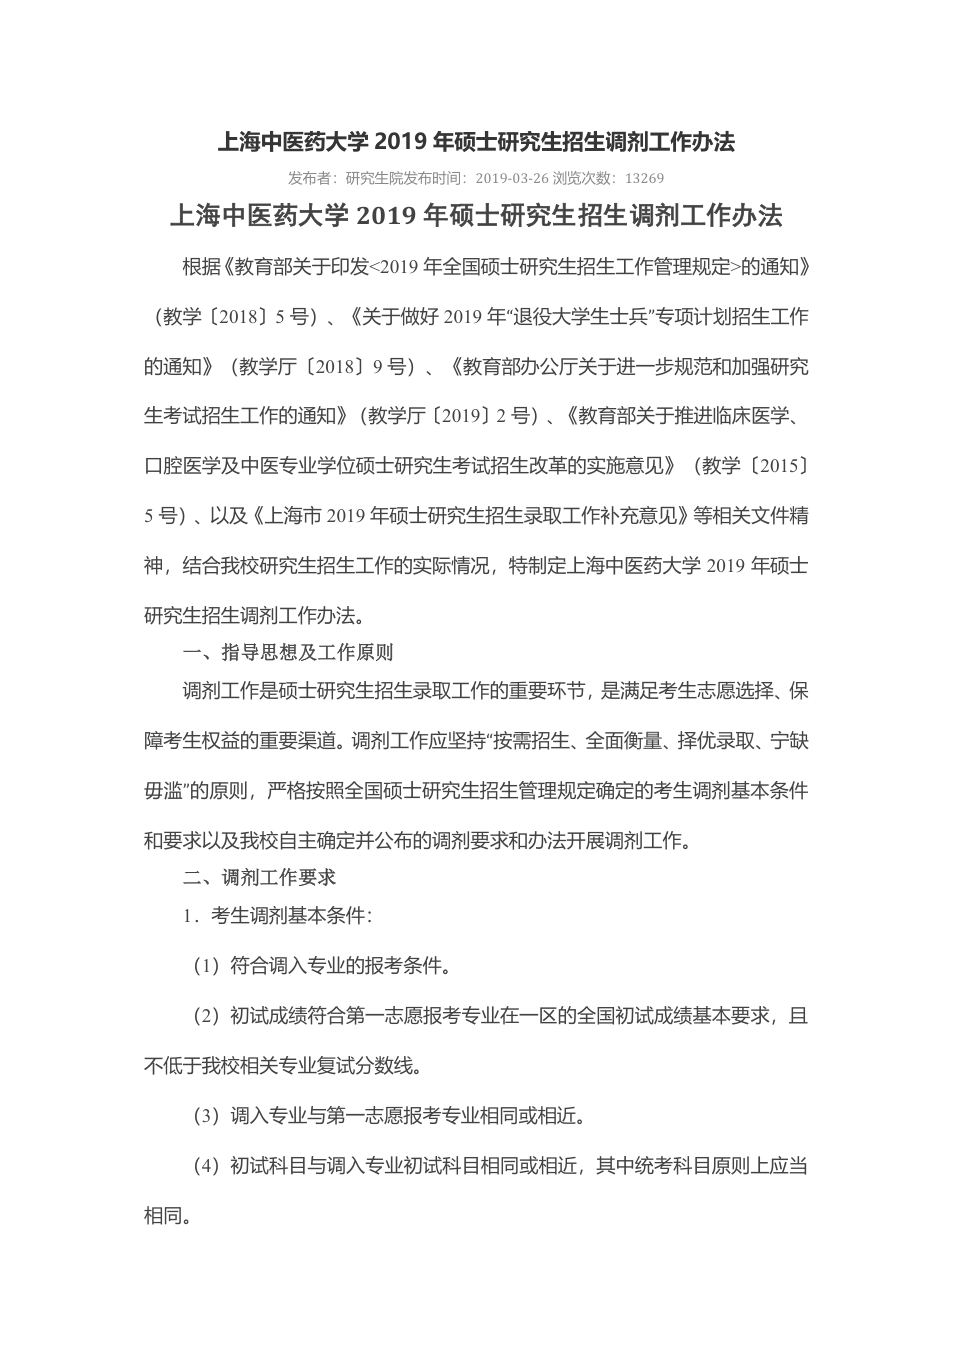 上海中医药大学 2019 年硕士研究生招生调剂工作办法
发布者：研究生院发布时间：2019-03-26 浏览次数：13269
上海中医药大学 2019 年硕士研究生招生调剂工作办法
根据《教育部关于印发<2019 年全国硕士研究生招生工作管理规定>的通知》
（教学〔2018〕5 号）、《关于做好 2019 年“退役大学生士兵”专项计划招生工作
的通知》（教学厅〔2018〕9 号）、《教育部办公厅关于进一步规范和加强研究
生考试招生工作的通知》（教学厅〔2019〕2 号）、《教育部关于推进临床医学、
口腔医学及中医专业学位硕士研究生考试招生改革的实施意见》（教学〔2015〕
5 号）、以及《上海市 2019 年硕士研究生招生录取工作补充意见》等相关文件精
神，结合我校研究生招生工作的实际情况，特制定上海中医药大学 2019 年硕士
研究生招生调剂工作办法。
一、指导思想及工作原则
调剂工作是硕士研究生招生录取工作的重要环节，是满足考生志愿选择、保
障考生权益的重要渠道。调剂工作应坚持“按需招生、全面衡量、择优录取、宁缺
毋滥”的原则，严格按照全国硕士研究生招生管理规定确定的考生调剂基本条件
和要求以及我校自主确定并公布的调剂要求和办法开展调剂工作。
二、调剂工作要求
1．考生调剂基本条件：
（1）符合调入专业的报考条件。
（2）初试成绩符合第一志愿报考专业在一区的全国初试成绩基本要求，且
不低于我校相关专业复试分数线。
（3）调入专业与第一志愿报考专业相同或相近。
（4）初试科目与调入专业初试科目相同或相近，其中统考科目原则上应当
相同。